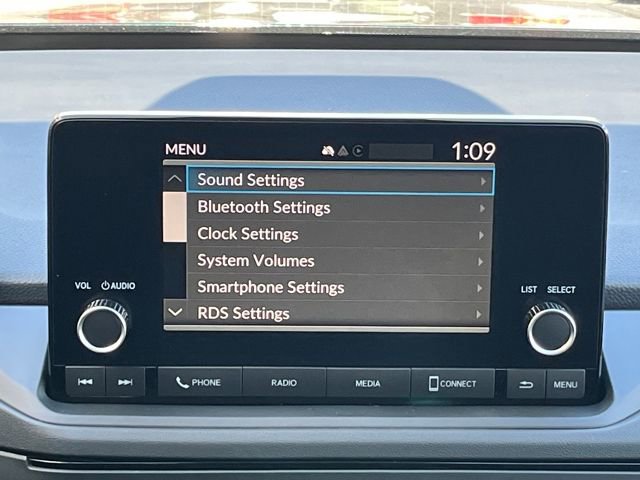 MENU 1:09
Sound Settings
Bluetooth Settings
Clock Settings
System Volumes
Smartphone Settings
RDS Settings
VOL AUDIO
LIST SELECT
PHONE RADIO MEDIA CONNECT MENU